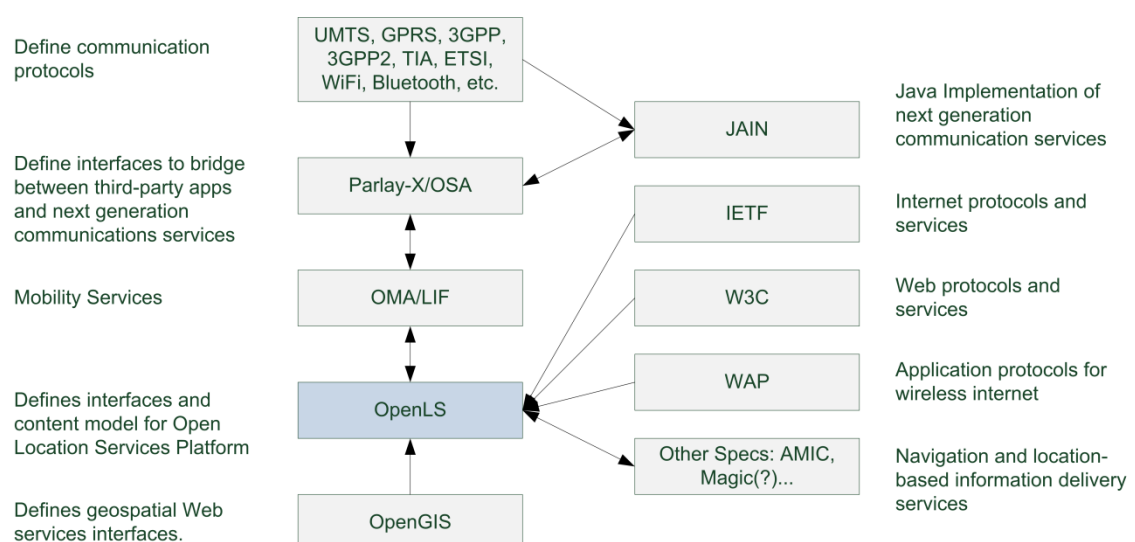 Define communication
protocols
UMTS, GPRS, 3GPP,
3GPP2, TIA, ETSI,
WiFi, Bluetooth, etc.
JAIN
Java Implementation of
next generation
communication services
Define interfaces to bridge
between third-party apps
and next generation
communications services
Parlay-X/OSA
IETF
Internet protocols and
services
Mobility Services
OMA/LIF
W3C
Web protocols and
services
Defines interfaces and
content model for Open
Location Services Platform
OpenLS
WAP
Application protocols for
wireless internet
Other Specs: AMIC,
Magic(?)...
Navigation and location-
based information delivery
services
Defines geospatial Web
services interfaces.
OpenGIS